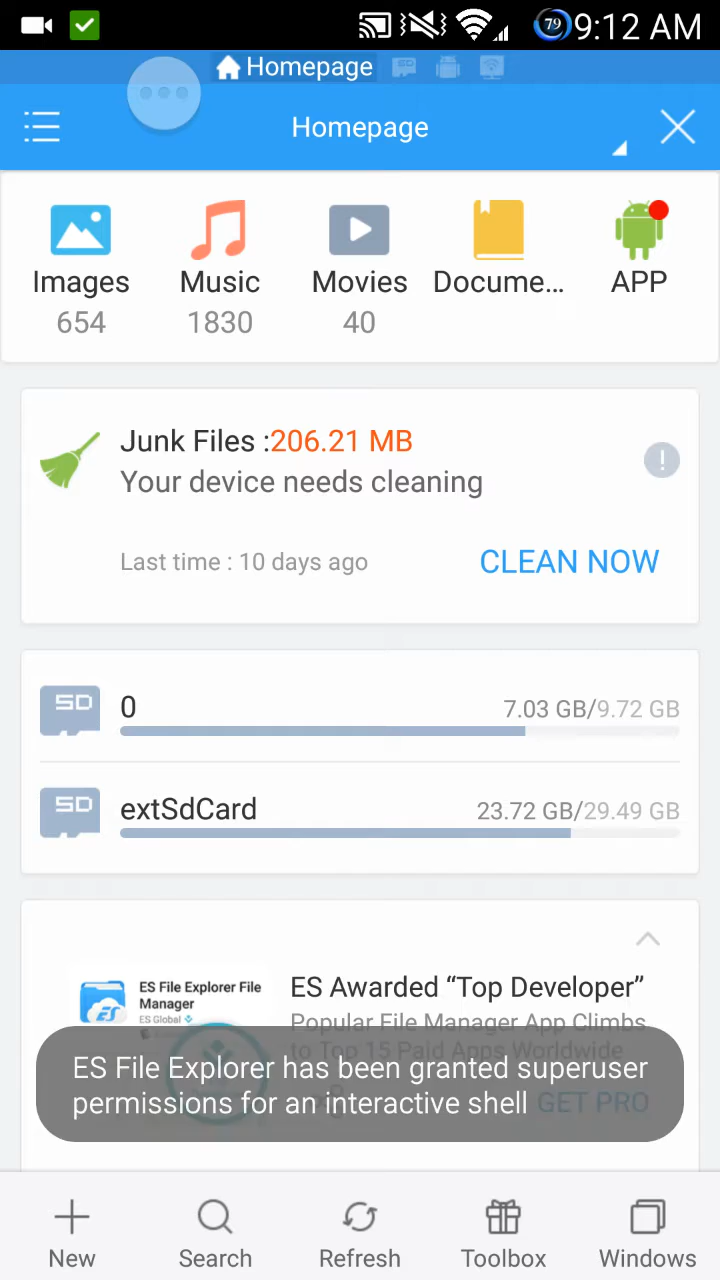 79 9:12 AM
Homepage
Homepage
Images
654
Music
1830
Movies
40
Docume...
APP
Junk Files :206.21 MB
Your device needs cleaning
Last time : 10 days ago
CLEAN NOW
SD 0 7.03 GB/9.72 GB
SD extSdCard 23.72 GB/29.49 GB
ES File Explorer File
Manager
ES Global
ES Awarded “Top Developer”
Popular File Manager App Climbs
to Top 15 Paid Apps Worldwide
GET PRO
ES File Explorer has been granted superuser
permissions for an interactive shell
New
Search
Refresh
Toolbox
Windows